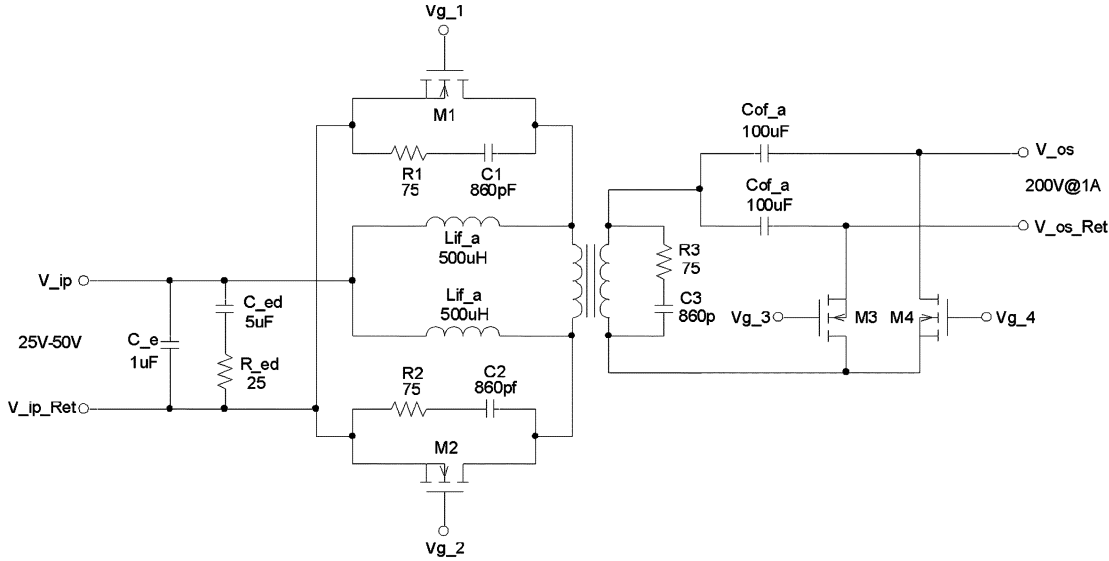 Vg_1
M1
R1
75
C1
860pF
Cof_a
100uF
V_os
200V@1A
Cof_a
100uF
V_os_Ret
Lif_a
500uH
R3
75
C3
860p
V_ip
C_ed
5uF
Lif_a
500uH
Vg_3
M3
M4
Vg_4
25V-50V
C_e
1uF
R_ed
25
V_ip_Ret
R2
75
C2
860pf
M2
Vg_2